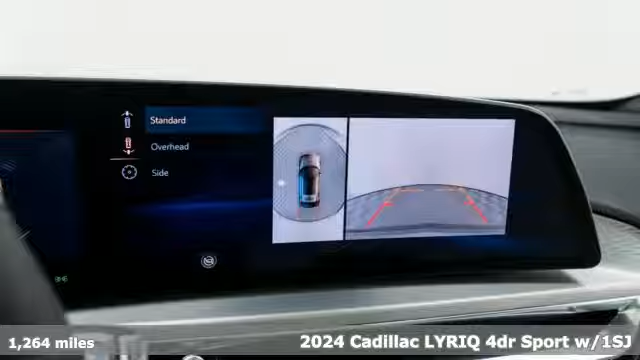 Standard
Overhead
Side
1,264 miles
2024 Cadillac LYRIQ 4dr Sport w/1SJ